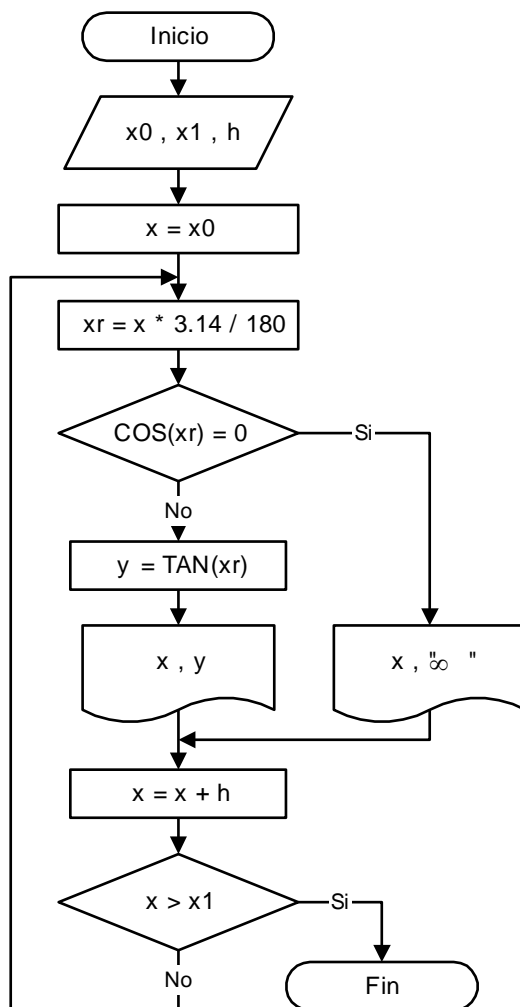 Inicio
x0 , x1 , h
x = x0
xr = x * 3.14 / 180
COS(xr) = 0
Si
No
y = TAN(xr)
x , y
x , "∞ "
x = x + h
x > x1
Si
No
Fin